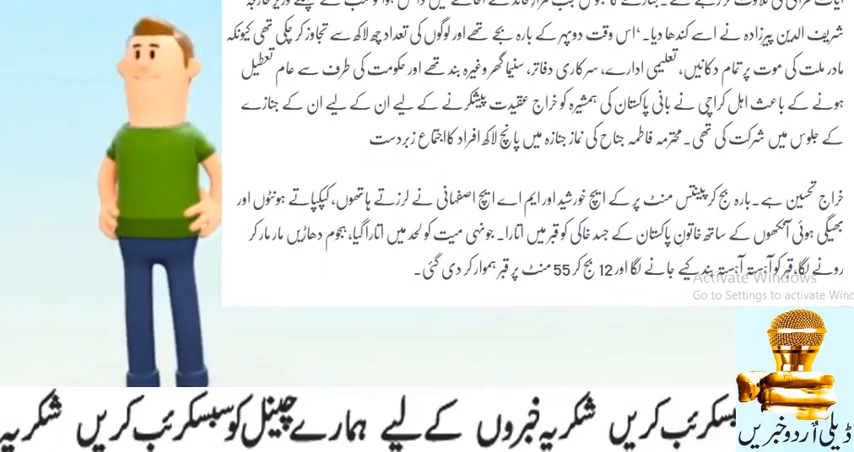 شریف الدین پیرزادہ نے اسے کندھا دیا۔‘اس وقت دوپہر کے بارہ بجے تھے اور لوگوں کی تعداد چھ لاکھ سے تجاوز کر چکی تھی کیونکہ
مادر ملت کی موت پر تمام دکانیں، تعلیمی ادارے، سرکاری دفاتر، سنیما گھر وغیرہ بند تھے اور حکومت کی طرف سے عام تعطیل
ہونے کے باعث اہل کراچی نے بانی پاکستان کی ہمشیرہ کو خراج عقیدت پیشکرنے کے لیے ان کے لیے ان کے جنازے
کے جلوس میں شرکت کی تھی۔ محترمہ فاطمہ جناح کی نماز جنازہ میں پانچ لاکھ افراد کااجتماع زبردست
خراج تحسین ہے۔ بارہ بج کر پینتس منٹ پر کے ایچ خورشید اور ایم اے ایچ اصفہانی نے لرزتے ہاتھوں، کپکپاتے ہونٹوں اور
بھیگی ہوئی آنکھوں کے ساتھ خاتون پاکستان کے جسد خاکی کو قبر میں اتارا۔ جونہی میت کو لحد میں اتارا گیا، ہجوم دھاڑیں مار مار کر
رونے لگا، قبر کو آہستہ آہستہ بند کیے جانے لگا اور 12 بج کر 55 منٹ پر قبر ہموار کر دی گئی۔
Activate Windows
Go to Settings to activate Wind
سبسکرئب کریں شکریہ خبروں کے لیے ہمارے چینل کو سبسکرئب کریں شکریہ
ڈیلی اُردو خبریں